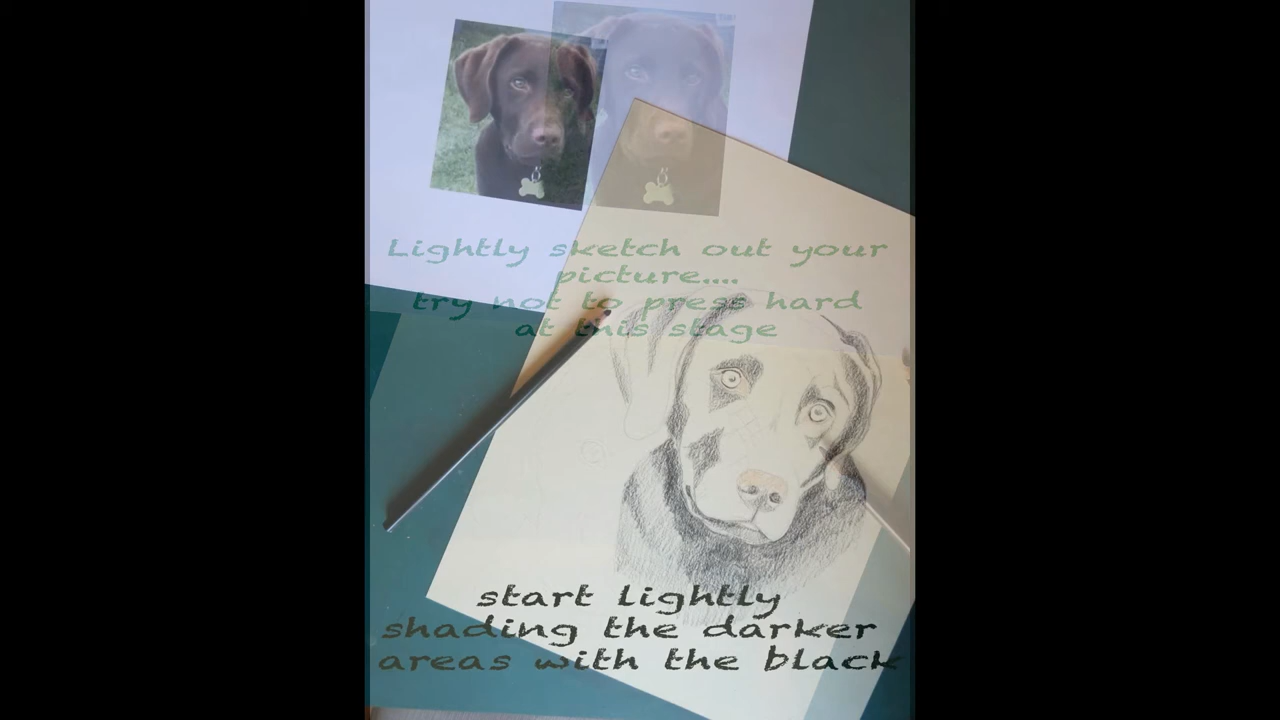 Lightly sketch out your
picture....
try not to press hard
at this stage
start lightly
shading the darker
areas with the black